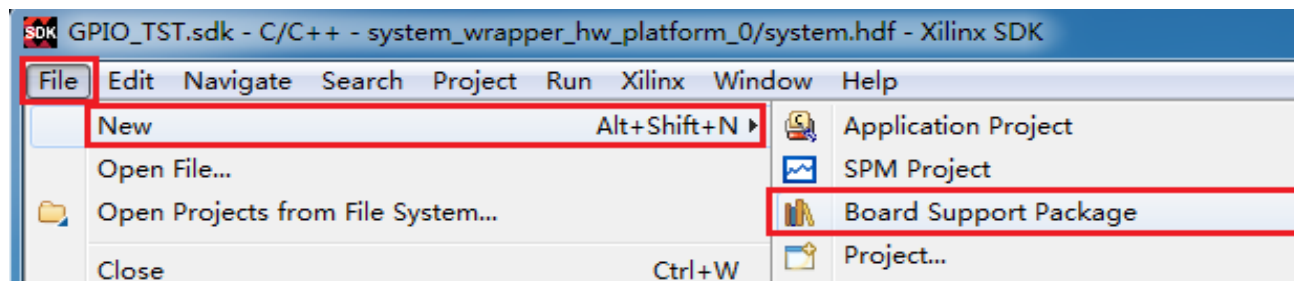 SDK GPIO_TST.sdk - C/C++ - system_wrapper_hw_platform_0/system.hdf - Xilinx SDK
File Edit Navigate Search Project Run Xilinx Window Help
New Alt+Shift+N Application Project
Open File... SPM Project
Open Projects from File System... Board Support Package
Project...
Close Ctrl+W